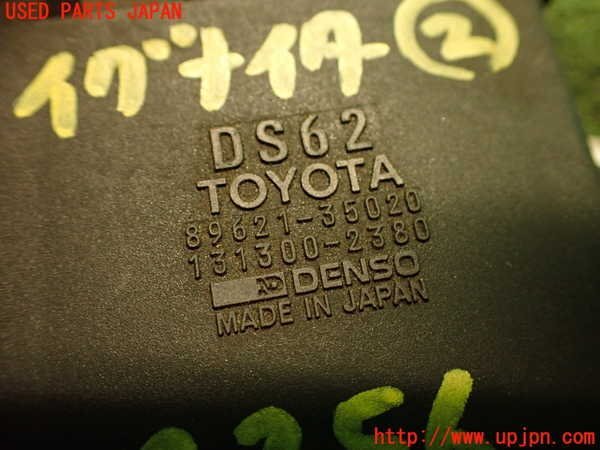 USED PARTS JAPAN
イグナイタ ②
DS62
TOYOTA
89621-35020
131300-2380
ND DENSO
MADE IN JAPAN
http://www.upjpn.com